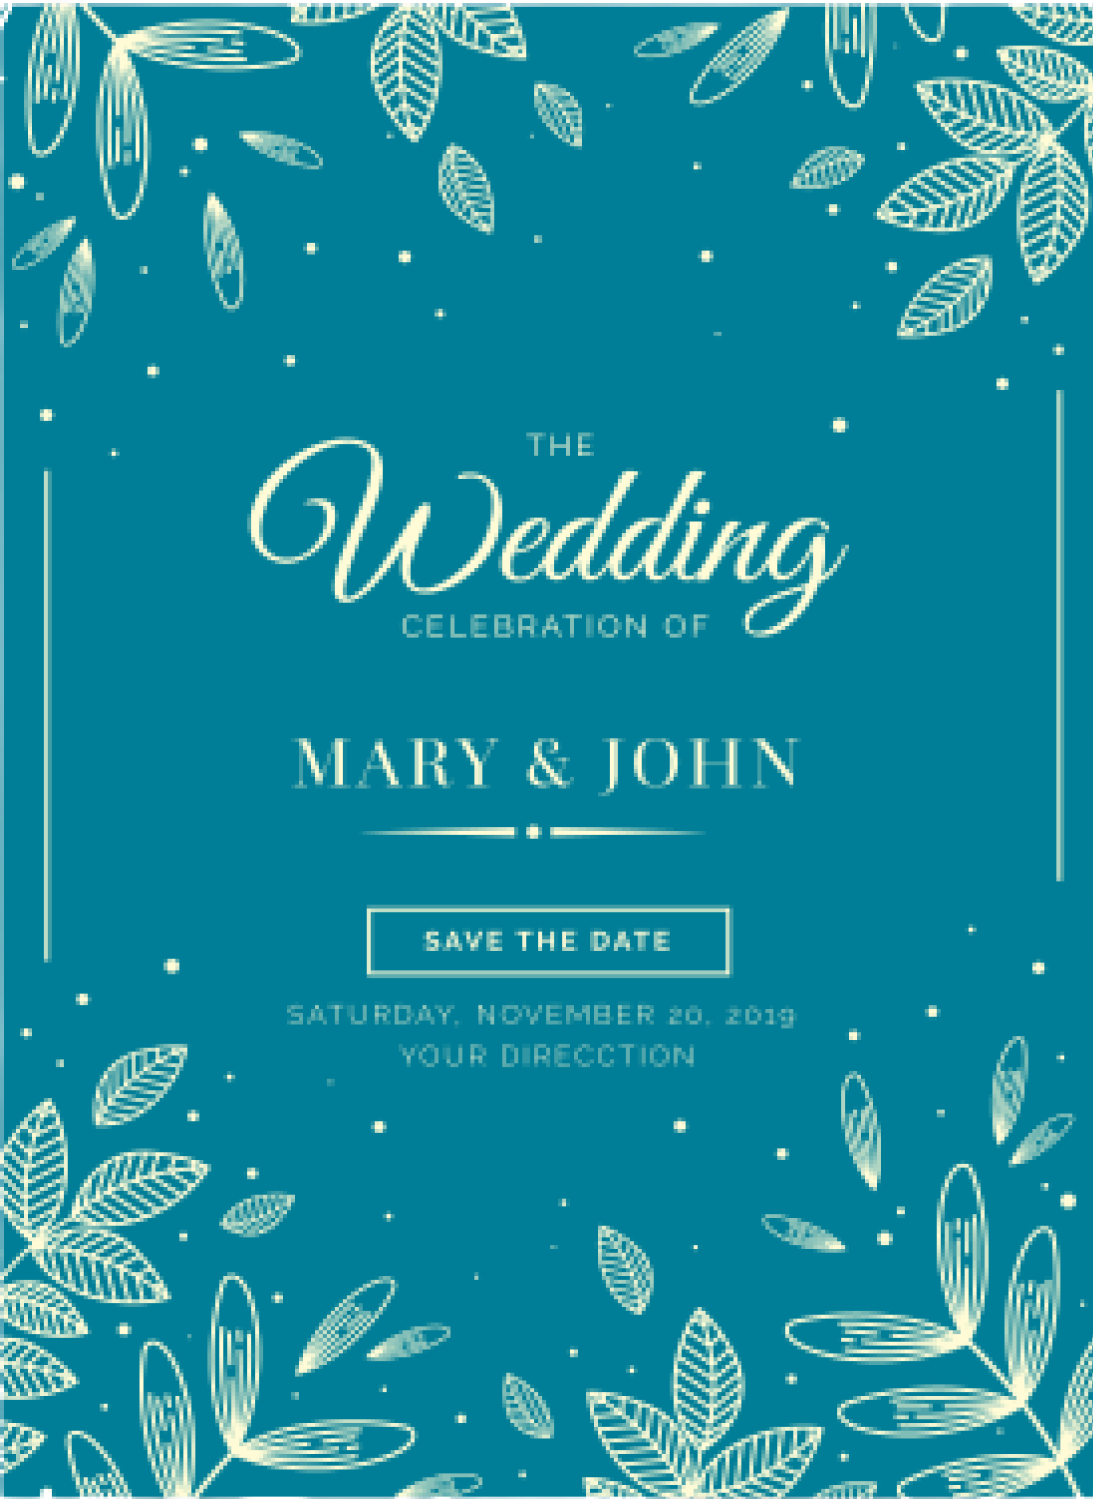 THE
Wedding
CELEBRATION OF
MARY & JOHN
SAVE THE DATE
SATURDAY, NOVEMBER 20, 2019
YOUR DIRECCTION